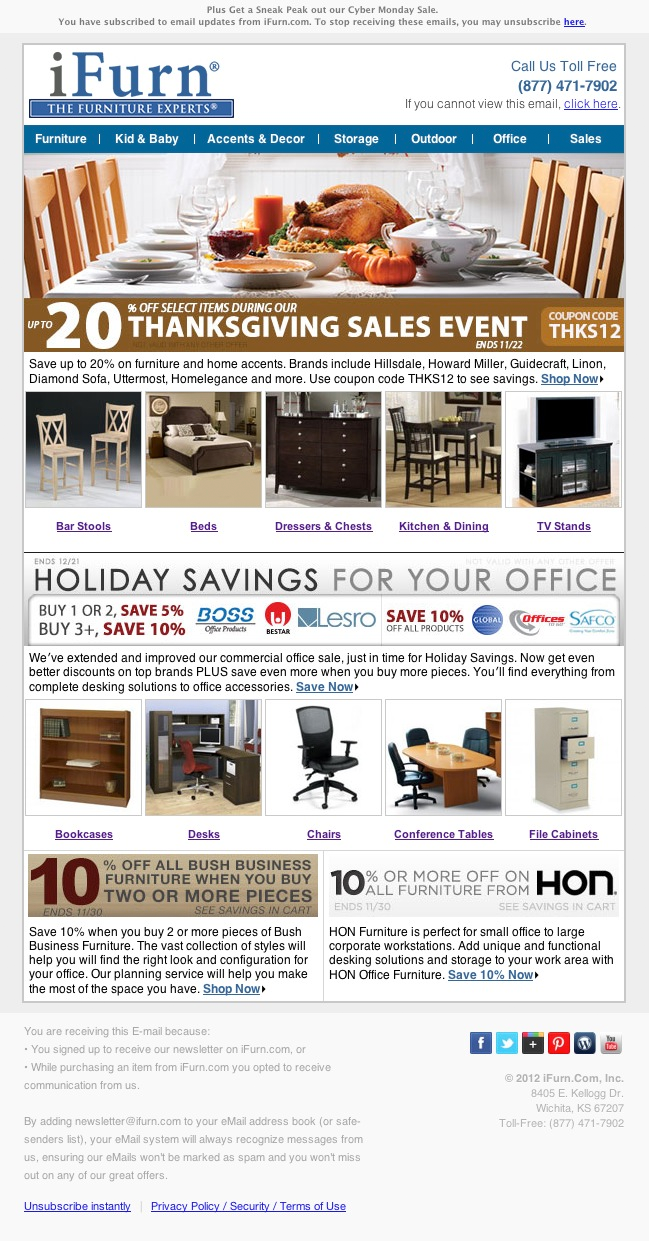 Plus Get a Sneak Peak out our Cyber Monday Sale.
You have subscribed to email updates from iFurn.com. To stop receiving these emails, you may unsubscribe here.
iFurn®
THE FURNITURE EXPERTS®
Call Us Toll Free
(877) 471-7902
If you cannot view this email, click here.
Furniture | Kid & Baby | Accents & Decor | Storage | Outdoor | Office | Sales
UP TO 20 % OFF SELECT ITEMS DURING OUR
THANKSGIVING SALES EVENT
NOT VALID WITH ANY OTHER OFFER
ENDS 11/22
COUPON CODE
THKS12
Save up to 20% on furniture and home accents. Brands include Hillsdale, Howard Miller, Guidecraft, Linon,
Diamond Sofa, Uttermost, Homelegance and more. Use coupon code THKS12 to see savings. Shop Now
Bar Stools Beds Dressers & Chests Kitchen & Dining TV Stands
ENDS 12/21 NOT VALID WITH ANY OTHER OFFER
HOLIDAY SAVINGS FOR YOUR OFFICE
BUY 1 OR 2, SAVE 5%
BUY 3+, SAVE 10%
BOSS
Office Products
BESTAR
Lesro
SAVE 10%
OFF ALL PRODUCTS
GLOBAL
Offices
TO GO
SAFCO
We've extended and improved our commercial office sale, just in time for Holiday Savings. Now get even
better discounts on top brands PLUS save even more when you buy more pieces. You'll find everything from
complete desking solutions to office accessories. Save Now
Bookcases Desks Chairs Conference Tables File Cabinets
10 % OFF ALL BUSH BUSINESS
FURNITURE WHEN YOU BUY
TWO OR MORE PIECES
ENDS 11/30 SEE SAVINGS IN CART
Save 10% when you buy 2 or more pieces of Bush
Business Furniture. The vast collection of styles will
help you will find the right look and configuration for
your office. Our planning service will help you make
the most of the space you have. Shop Now
10% OR MORE OFF ON
ALL FURNITURE FROM HON
ENDS 11/30 SEE SAVINGS IN CART
HON Furniture is perfect for small office to large
corporate workstations. Add unique and functional
desking solutions and storage to your work area with
HON Office Furniture. Save 10% Now
You are receiving this E-mail because:
• You signed up to receive our newsletter on iFurn.com, or
• While purchasing an item from iFurn.com you opted to receive
communication from us.
By adding newsletter@ifurn.com to your eMail address book (or safe-
senders list), your eMail system will always recognize messages from
us, ensuring our eMails won't be marked as spam and you won't miss
out on any of our great offers.
Unsubscribe instantly | Privacy Policy / Security / Terms of Use
You Tube
© 2012 iFurn.Com, Inc.
8405 E. Kellogg Dr.
Wichita, KS 67207
Toll-Free: (877) 471-7902